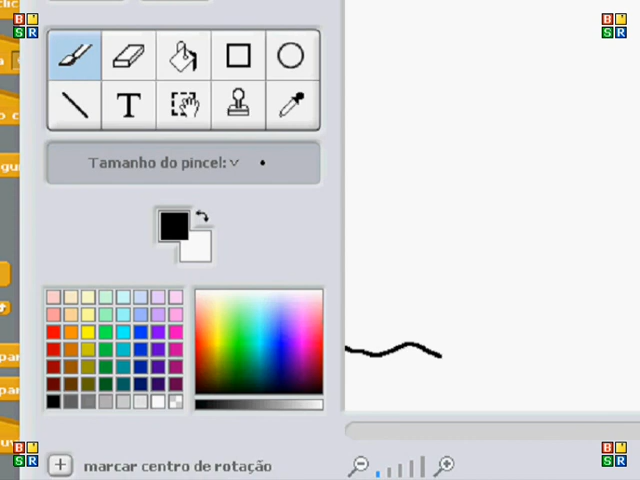 B S R
B S R
T
Tamanho do pincel:
marcar centro de rotação
B S R
B S R